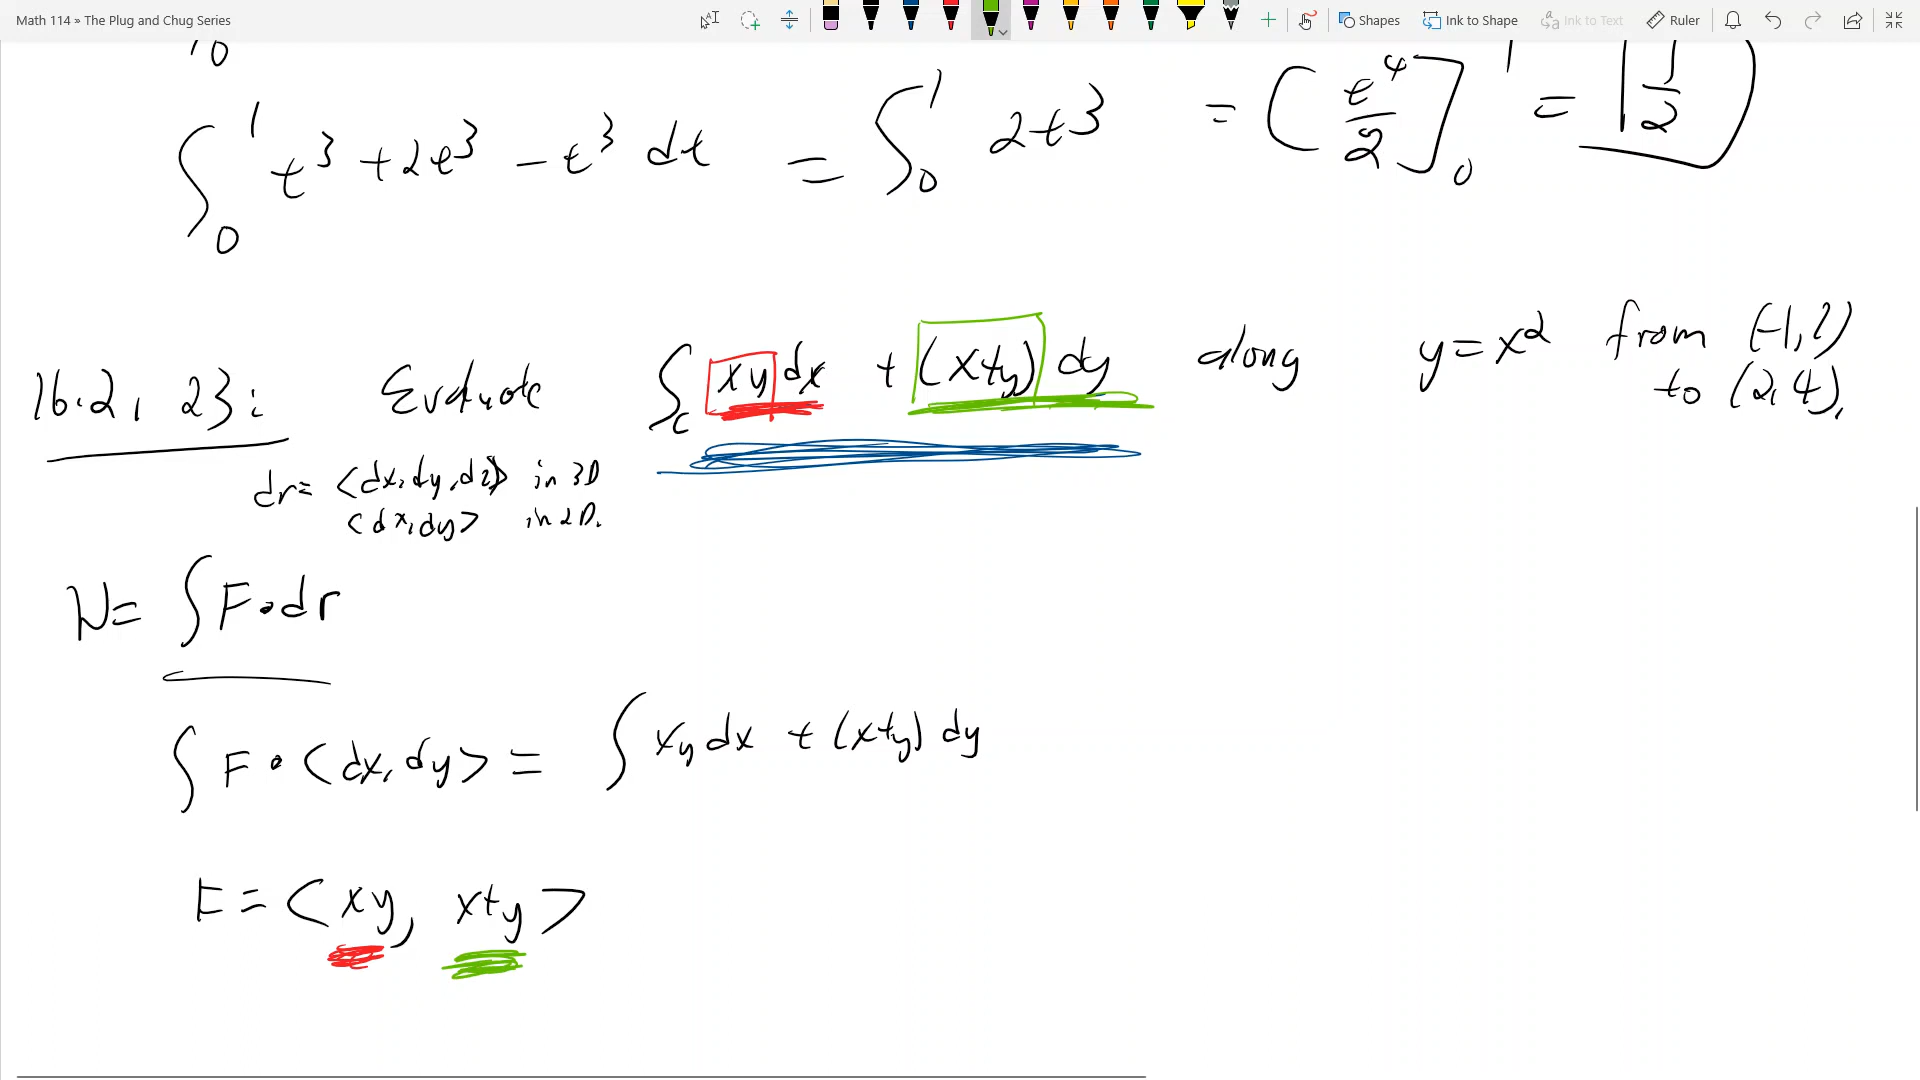 Math 114 » The Plug and Chug Series
Shapes Ink to Shape Ink to Text Ruler
∫₀¹ t³ + 2t³ − t³ dt = ∫₀¹ 2t³ = [t⁴/2]₀¹ = 1/2
16.2, 23: Evaluate ∫_C xy dx + (x+y) dy along y = x² from (-1,1)
to (2,4).
dr = <dx, dy, dz> in 3D
<dx, dy> in 2D.
W = ∫ F • dr
∫ F • <dx, dy> = ∫ xy dx + (x+y) dy
F = <xy, x+y>